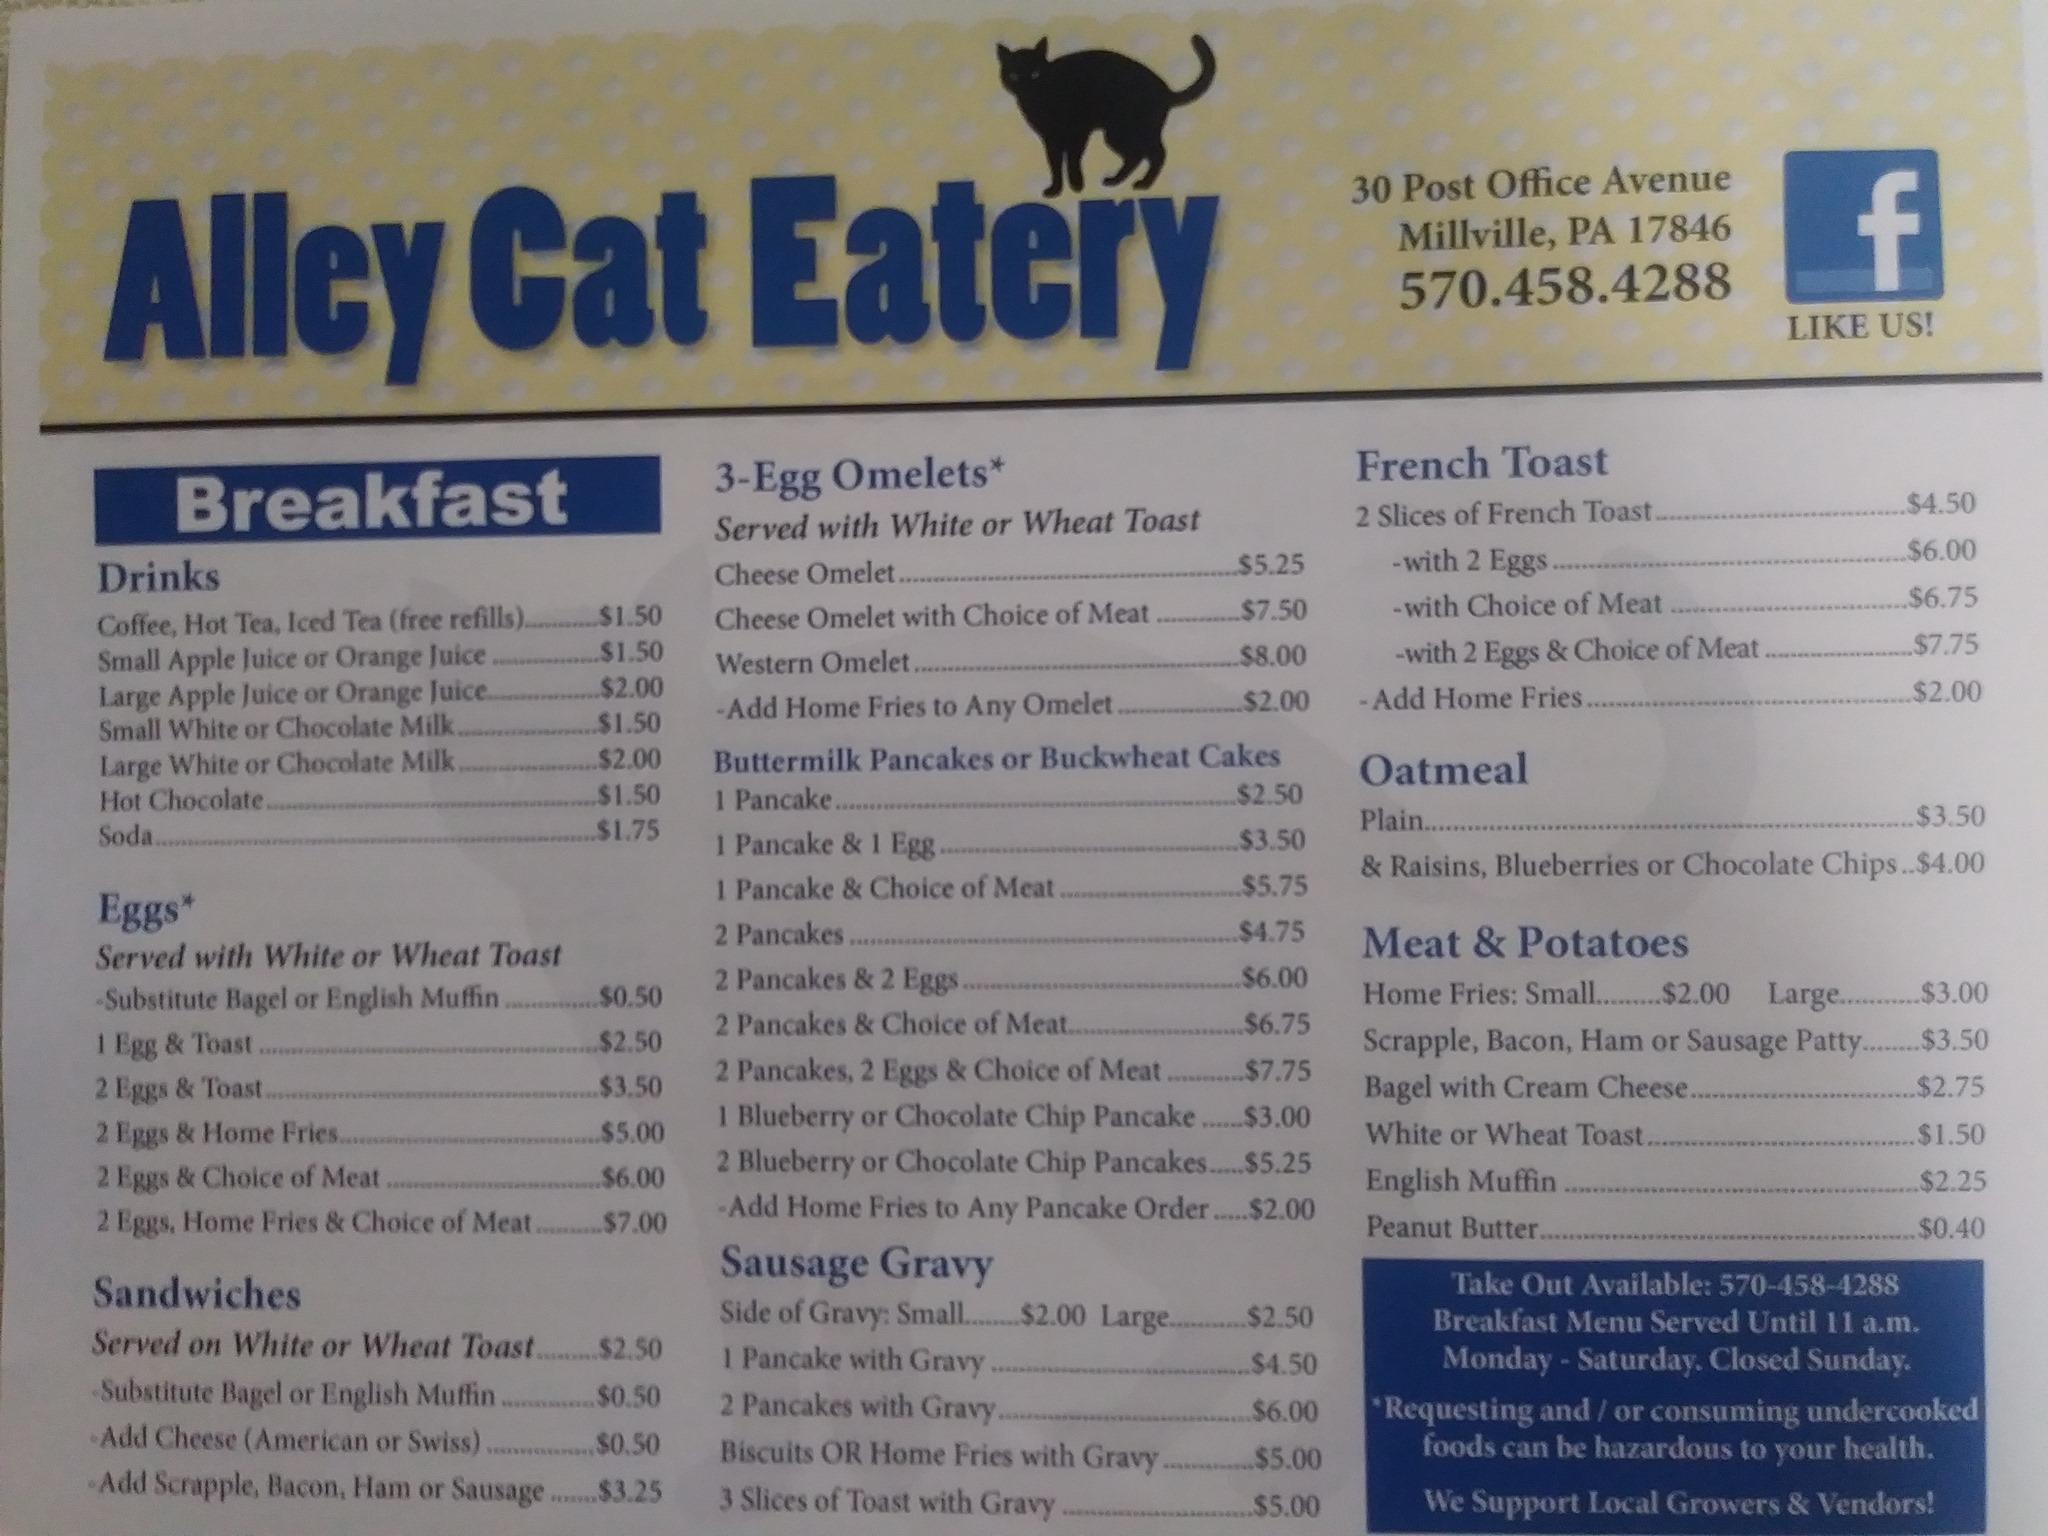 Alley Cat Eatery
30 Post Office Avenue
Millville, PA 17846
570.458.4288
f
LIKE US!
Breakfast
Drinks
Coffee, Hot Tea, Iced Tea (free refills)...........$1.50
Small Apple Juice or Orange Juice ................$1.50
Large Apple Juice or Orange Juice................$2.00
Small White or Chocolate Milk.....................$1.50
Large White or Chocolate Milk.....................$2.00
Hot Chocolate..................................................$1.50
Soda...................................................................$1.75
Eggs*
Served with White or Wheat Toast
-Substitute Bagel or English Muffin ..............$0.50
1 Egg & Toast ...................................................$2.50
2 Eggs & Toast..................................................$3.50
2 Eggs & Home Fries.......................................$5.00
2 Eggs & Choice of Meat ................................$6.00
2 Eggs, Home Fries & Choice of Meat..........$7.00
Sandwiches
Served on White or Wheat Toast.........$2.50
-Substitute Bagel or English Muffin ..............$0.50
-Add Cheese (American or Swiss) ................$0.50
-Add Scrapple, Bacon, Ham or Sausage .......$3.25
3-Egg Omelets*
Served with White or Wheat Toast
Cheese Omelet..................................................$5.25
Cheese Omelet with Choice of Meat ............$7.50
Western Omelet................................................$8.00
-Add Home Fries to Any Omelet ..................$2.00
Buttermilk Pancakes or Buckwheat Cakes
1 Pancake...........................................................$2.50
1 Pancake & 1 Egg ............................................$3.50
1 Pancake & Choice of Meat ...........................$5.75
2 Pancakes .........................................................$4.75
2 Pancakes & 2 Eggs.........................................$6.00
2 Pancakes & Choice of Meat..........................$6.75
2 Pancakes, 2 Eggs & Choice of Meat ...........$7.75
1 Blueberry or Chocolate Chip Pancake ......$3.00
2 Blueberry or Chocolate Chip Pancakes.....$5.25
-Add Home Fries to Any Pancake Order .....$2.00
Sausage Gravy
Side of Gravy: Small........$2.00 Large...........$2.50
1 Pancake with Gravy ......................................$4.50
2 Pancakes with Gravy.....................................$6.00
Biscuits OR Home Fries with Gravy.............$5.00
3 Slices of Toast with Gravy ............................$5.00
French Toast
2 Slices of French Toast....................................$4.50
-with 2 Eggs ...................................................$6.00
-with Choice of Meat ..................................$6.75
-with 2 Eggs & Choice of Meat .....................$7.75
- Add Home Fries...............................................$2.00
Oatmeal
Plain......................................................................$3.50
& Raisins, Blueberries or Chocolate Chips..$4.00
Meat & Potatoes
Home Fries: Small.........$2.00 Large...........$3.00
Scrapple, Bacon, Ham or Sausage Patty........$3.50
Bagel with Cream Cheese................................$2.75
White or Wheat Toast......................................$1.50
English Muffin ..................................................$2.25
Peanut Butter.....................................................$0.40
Take Out Available: 570-458-4288
Breakfast Menu Served Until 11 a.m.
Monday - Saturday. Closed Sunday.
*Requesting and / or consuming undercooked
foods can be hazardous to your health.
We Support Local Growers & Vendors!